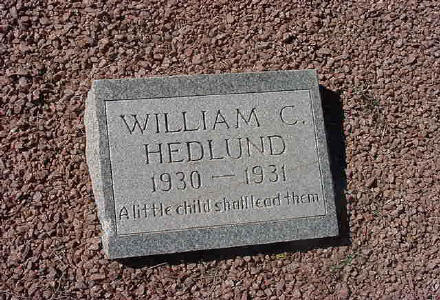 WILLIAM C.
HEDLUND
1930 — 1931
A little child shall lead them